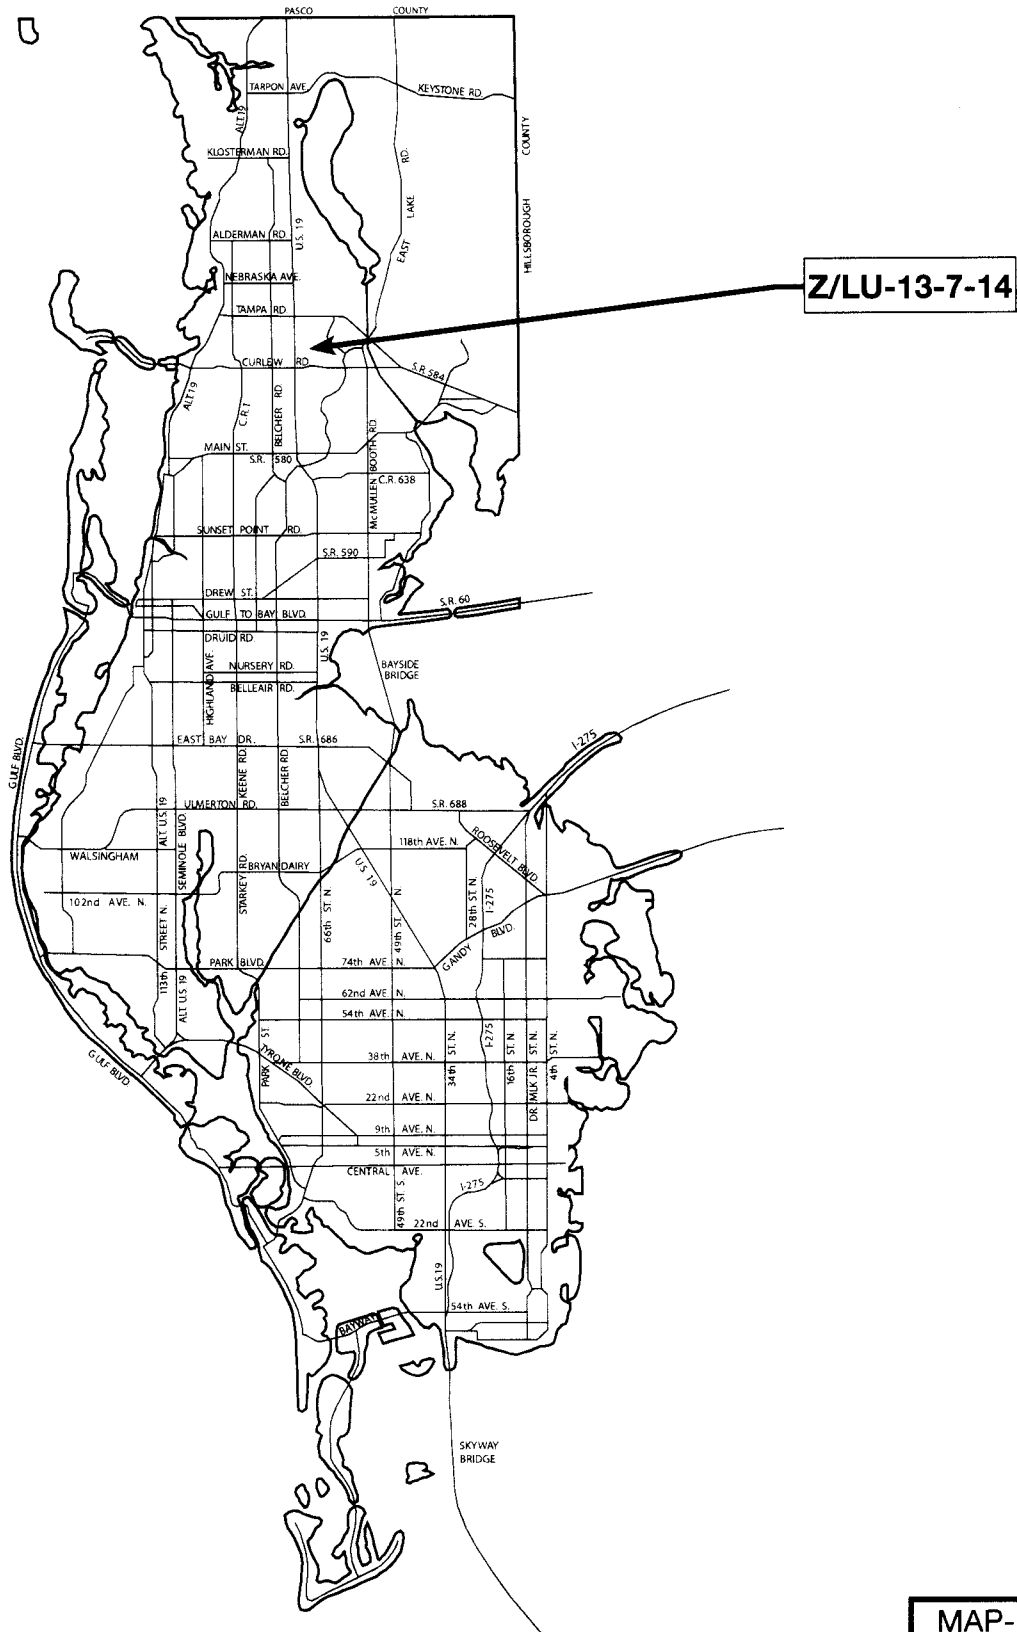 PASCO COUNTY
TARPON AVE.
KEYSTONE RD.
ALT 19
COUNTY
KLOSTERMAN RD.
RD.
LAKE
EAST
HILLSBOROUGH
U.S. 19
ALDERMAN RD.
NEBRASKA AVE.
Z/LU-13-7-14
TAMPA RD.
CURLEW RD.
S.R. 584
ALT 19
C.R. 1
BELCHER RD.
MAIN ST.
S.R. 580
McMULLEN BOOTH RD
C.R. 638
SUNSET POINT RD.
S.R. 590
DREW ST.
S.R. 60
GULF TO BAY BLVD.
DRUID RD.
U.S. 19
HIGHLAND AVE.
NURSERY RD.
BELLEAIR RD.
BAYSIDE
BRIDGE
GULF BLVD.
EAST BAY DR.
S.R. 686
I-275
KEENE RD.
BELCHER RD
ULMERTON RD.
S.R. 688
ALT U.S. 19
SEMINOLE BLVD.
118th AVE. N.
ROOSEVELT BLVD
WALSINGHAM
STARKEY RD.
BRYAN DAIRY
U.S. 19
102nd AVE. N.
113th STREET N.
66th ST. N
49th ST. N
28th ST. N
I-275
GANDY BLVD.
PARK BLVD.
74th AVE. N.
ALT U.S. 19
62nd AVE N.
54th AVE. N.
GULF BLVD.
PARK ST.
TYRONE BLVD.
38th AVE. N.
34th ST. N.
I-275
16th ST. N.
DR. MLK JR. ST. N.
4th ST. N.
22nd AVE. N.
9th AVE. N.
5th AVE. N.
CENTRAL AVE.
I-275
49th ST. S.
22nd AVE S.
U.S.19
54th AVE. S.
BAYWAY
SKYWAY
BRIDGE
MAP-